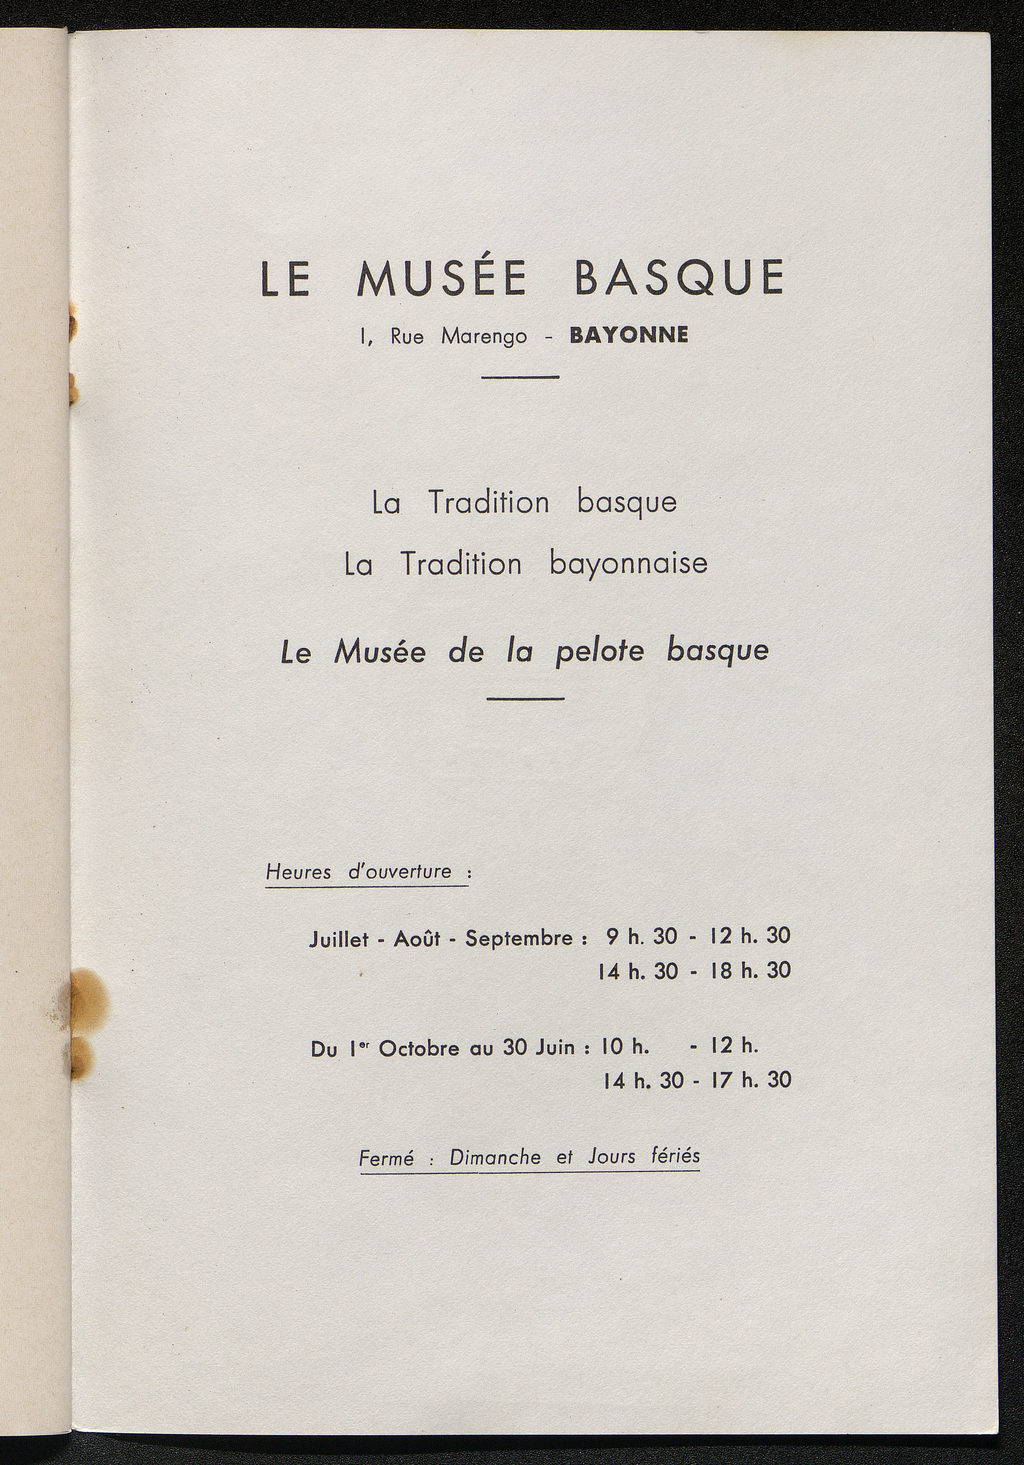 LE MUSÉE BASQUE
1, Rue Marengo - BAYONNE
La Tradition basque
La Tradition bayonnaise
Le Musée de la pelote basque
Heures d'ouverture :
Juillet - Août - Septembre : 9 h. 30 - 12 h. 30
14 h. 30 - 18 h. 30
Du 1er Octobre au 30 Juin : 10 h. - 12 h.
14 h. 30 - 17 h. 30
Fermé : Dimanche et Jours fériés